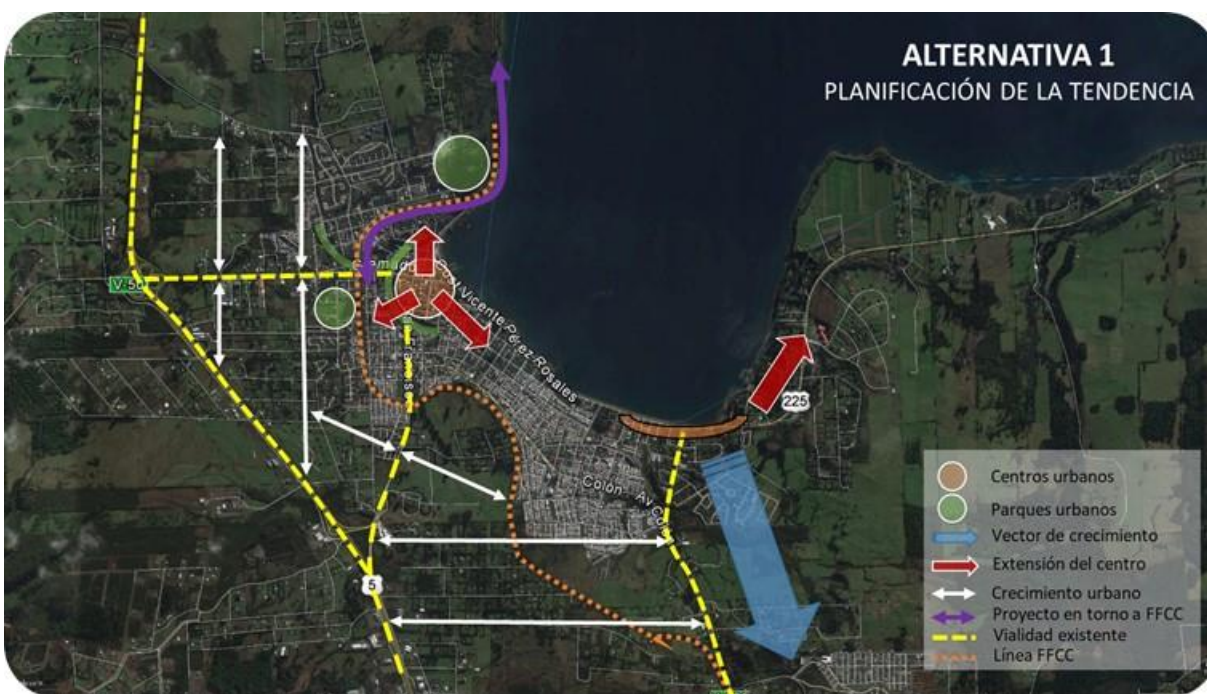 ALTERNATIVA 1
PLANIFICACIÓN DE LA TENDENCIA
V-50
Vicente Pérez Rosales
225
Colón
5
Centros urbanos
Parques urbanos
Vector de crecimiento
Extensión del centro
Crecimiento urbano
Proyecto en torno a FFCC
Vialidad existente
Línea FFCC